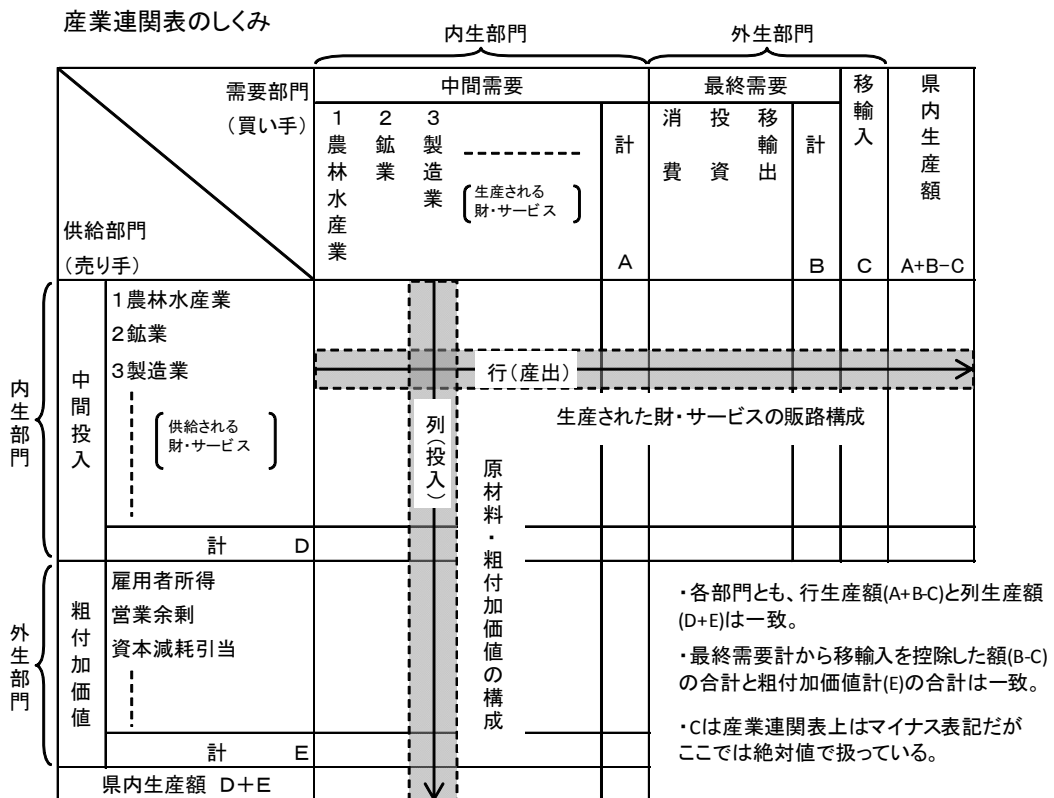 産業連関表のしくみ
内生部門
外生部門
需要部門
(買い手)
供給部門
(売り手)
中間需要
最終需要
移輸入
県内生産額
1農林水産業
2鉱業
3製造業
生産される
財・サービス
計
消費
投資
移輸出
計
A
B
C
A+B−C
内生部門
中間投入
1農林水産業
2鉱業
3製造業
供給される
財・サービス
計 D
行(産出)
生産された財・サービスの販路構成
列(投入)
原材料・粗付加価値の構成
外生部門
粗付加価値
雇用者所得
営業余剰
資本減耗引当
計 E
県内生産額 D+E
・各部門とも、行生産額(A+B-C)と列生産額
(D+E)は一致。
・最終需要計から移輸入を控除した額(B-C)
の合計と粗付加価値計(E)の合計は一致。
・Cは産業連関表上はマイナス表記だが
ここでは絶対値で扱っている。